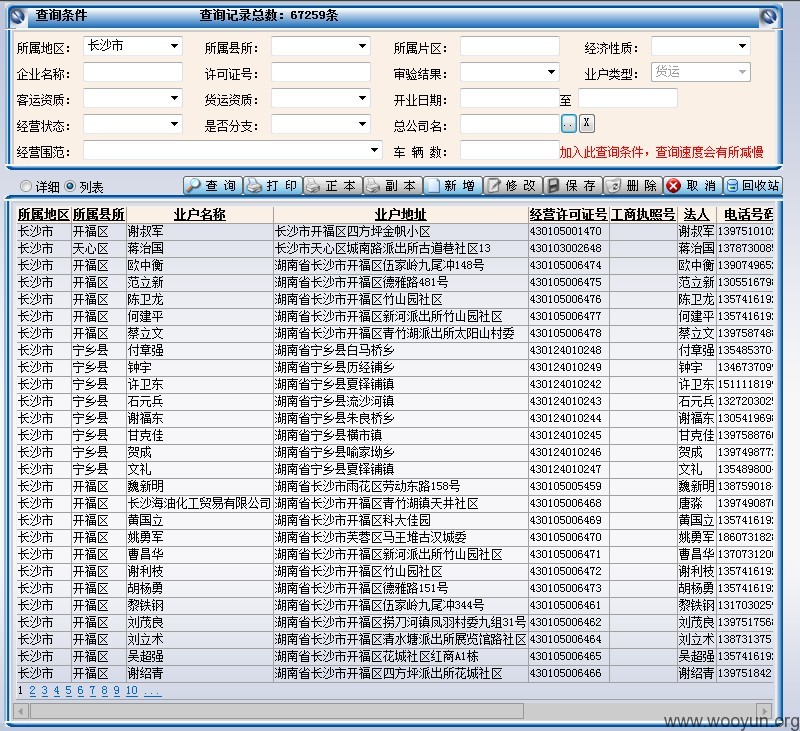 查询条件 查询记录总数：67259条
所属地区： 长沙市 所属县所： 所属片区： 经济性质：
企业名称： 许可证号： 审验结果： 业户类型： 货运
客运资质： 货运资质： 开业日期： 至
经营状态： 是否分支： 总公司名： .. X
经营围范： 车 辆 数： 加入此查询条件，查询速度会有所减慢
详细 列表 查 询 打 印 正 本 副 本 新 增 修 改 保 存 删 除 取 消 回收站
所属地区 所属县所 业户名称 业户地址 经营许可证号 工商执照号 法人 电话号码
长沙市 开福区 谢叔军 长沙市开福区四方坪金帆小区 430105001470 谢叔军 139751010
长沙市 天心区 蒋治国 长沙市天心区城南路派出所古道巷社区13 430103002648 蒋治国 13787300
长沙市 开福区 欧中衡 湖南省长沙市开福区伍家岭九尾冲148号 430105006474 欧中衡 13907496
长沙市 开福区 范立新 湖南省长沙市开福区德雅路481号 430105006475 范立新 13055167
长沙市 开福区 陈卫龙 湖南省长沙市开福区竹山园社区 430105006476 陈卫龙 13574161
长沙市 开福区 何建平 湖南省长沙市开福区新河派出所竹山园社区 430105006477 何建平 13574161
长沙市 开福区 蔡立文 湖南省长沙市开福区青竹湖派出所太阳山村委 430105006478 蔡立文 13975874
长沙市 宁乡县 付章强 湖南省宁乡县白马桥乡 430124010248 付章强 13548537
长沙市 宁乡县 钟宇 湖南省宁乡县历经铺乡 430124010249 钟宇 13467370
长沙市 宁乡县 许卫东 湖南省宁乡县夏铎铺镇 430124010242 许卫东 15111181
长沙市 宁乡县 石元兵 湖南省宁乡县流沙河镇 430124010243 石元兵 13272030
长沙市 宁乡县 谢福东 湖南省宁乡县朱良桥乡 430124010244 谢福东 13054196
长沙市 宁乡县 甘克佳 湖南省宁乡县横市镇 430124010245 甘克佳 13975887
长沙市 宁乡县 贺成 湖南省宁乡县喻家坳乡 430124010246 贺成 13974987
长沙市 宁乡县 文礼 湖南省宁乡县夏铎铺镇 430124010247 文礼 13548980
长沙市 开福区 魏新明 湖南省长沙市雨花区劳动东路158号 430105005459 魏新明 13875901
长沙市 开福区 长沙海油化工贸易有限公司 湖南省长沙市开福区青竹湖镇天井社区 430105006468 唐淼 13974908
长沙市 开福区 黄国立 湖南省长沙市开福区科大佳园 430105006469 黄国立 13574161
长沙市 开福区 姚勇军 湖南省长沙市芙蓉区马王堆古汉城委 430105006470 姚勇军 18607318
长沙市 开福区 曹昌华 湖南省长沙市开福区新河派出所竹山园社区 430105006471 曹昌华 13707312
长沙市 开福区 谢利枝 湖南省长沙市开福区竹山园社区 430105006472 谢利枝 13574161
长沙市 开福区 胡杨勇 湖南省长沙市开福区德雅路151号 430105006473 胡杨勇 13574161
长沙市 开福区 黎铁钢 湖南省长沙市开福区伍家岭九尾冲344号 430105006461 黎铁钢 13170302
长沙市 开福区 刘茂良 湖南省长沙市开福区捞刀河镇凤羽村委九组31号 430105006462 刘茂良 13975175
长沙市 开福区 刘立术 湖南省长沙市开福区清水塘派出所展览馆路社区 430105006464 刘立术 138731375
长沙市 开福区 吴超强 湖南省长沙市开福区花城社区红商A1栋 430105006465 吴超强 13574161
长沙市 开福区 谢绍青 湖南省长沙市开福区四方坪派出所花城社区 430105006466 谢绍青 139751842
1 2 3 4 5 6 7 8 9 10 ...
www.wooyun.org